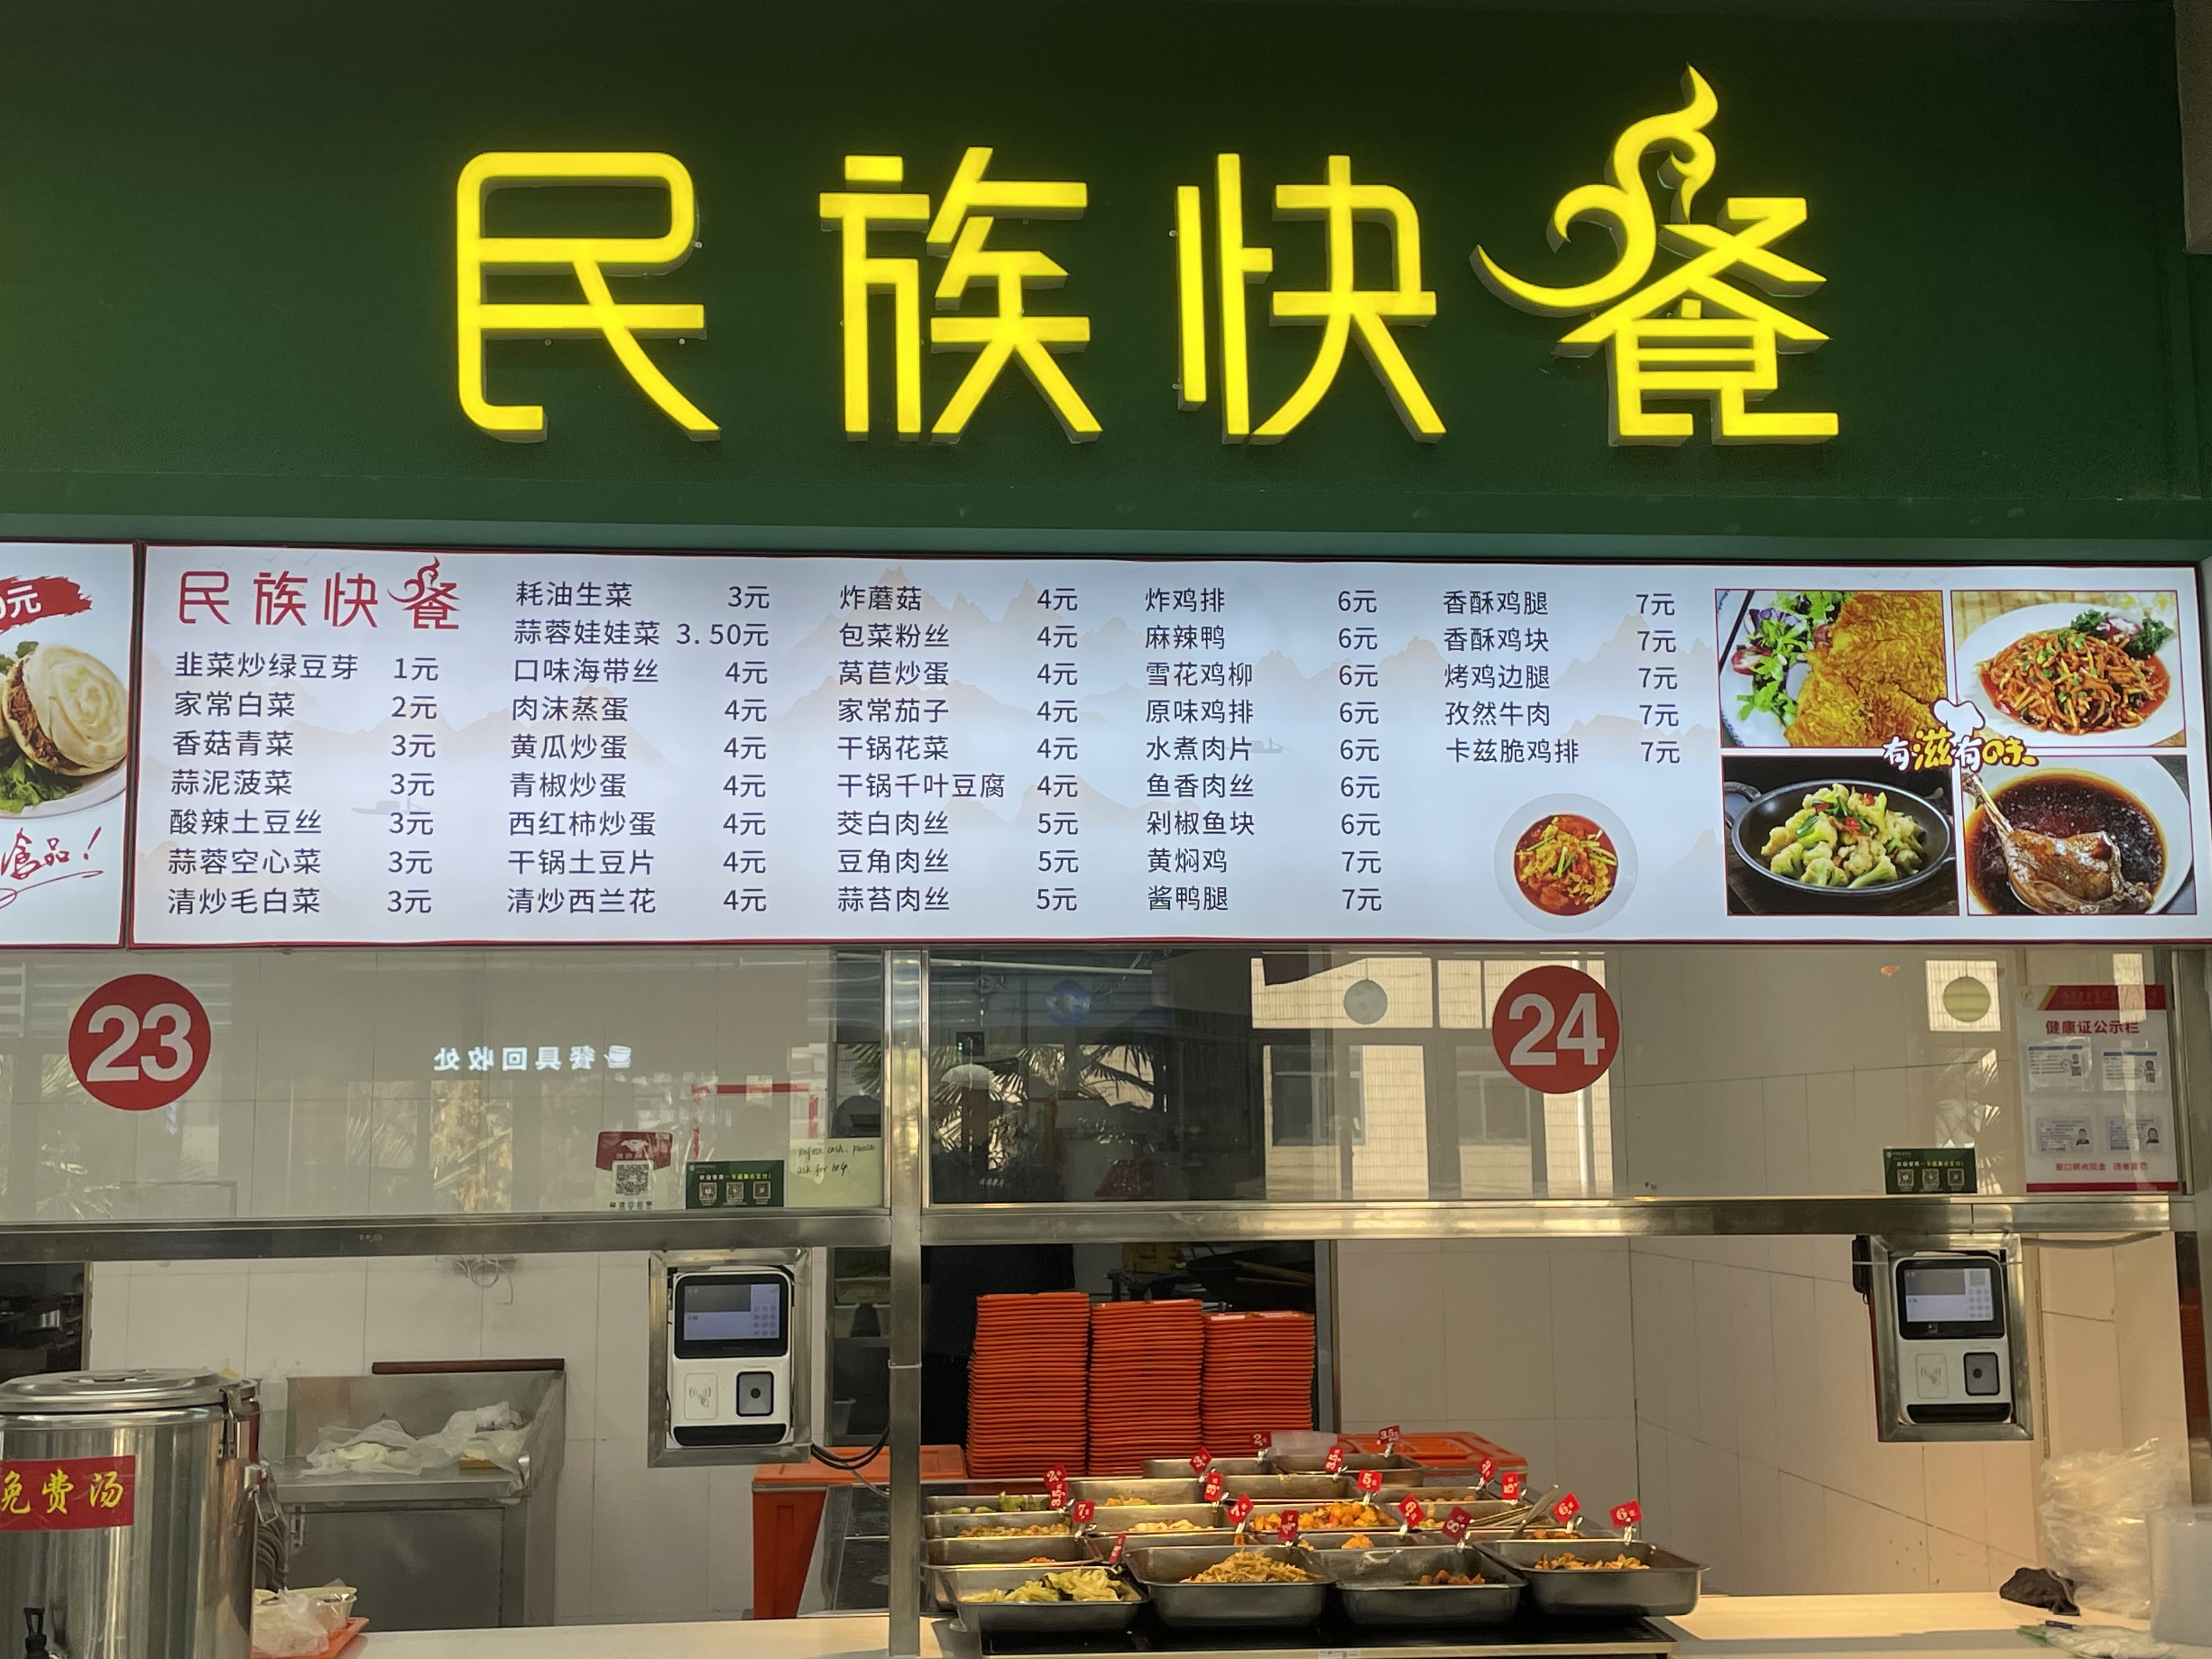 民族快餐
元
食品！
民族快餐
韭菜炒绿豆芽 1元
家常白菜 2元
香菇青菜 3元
蒜泥菠菜 3元
酸辣土豆丝 3元
蒜蓉空心菜 3元
清炒毛白菜 3元
耗油生菜 3元
蒜蓉娃娃菜 3.50元
口味海带丝 4元
肉沫蒸蛋 4元
黄瓜炒蛋 4元
青椒炒蛋 4元
西红柿炒蛋 4元
干锅土豆片 4元
清炒西兰花 4元
炸蘑菇 4元
包菜粉丝 4元
莴苣炒蛋 4元
家常茄子 4元
干锅花菜 4元
干锅千叶豆腐 4元
茭白肉丝 5元
豆角肉丝 5元
蒜苔肉丝 5元
炸鸡排 6元
麻辣鸭 6元
雪花鸡柳 6元
原味鸡排 6元
水煮肉片 6元
鱼香肉丝 6元
剁椒鱼块 6元
黄焖鸡 7元
酱鸭腿 7元
香酥鸡腿 7元
香酥鸡块 7元
烤鸡边腿 7元
孜然牛肉 7元
卡兹脆鸡排 7元
有滋有味
23
24
餐具回收处
健康证公示栏
免费汤